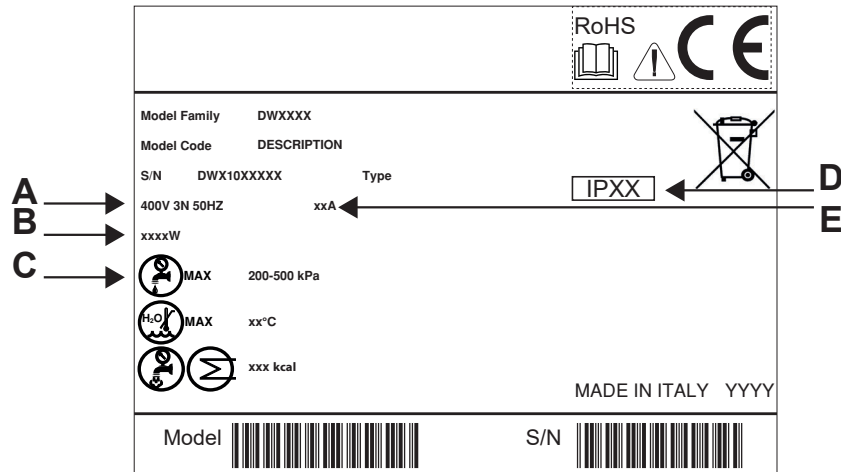 RoHS
CE
Model Family DWXXXX
Model Code DESCRIPTION
S/N DWX10XXXXX Type
IPXX
D
A
400V 3N 50HZ xxA
E
B
xxxxW
C
MAX 200-500 kPa
H₂O MAX xx°C
xxx kcal
MADE IN ITALY YYYY
Model S/N